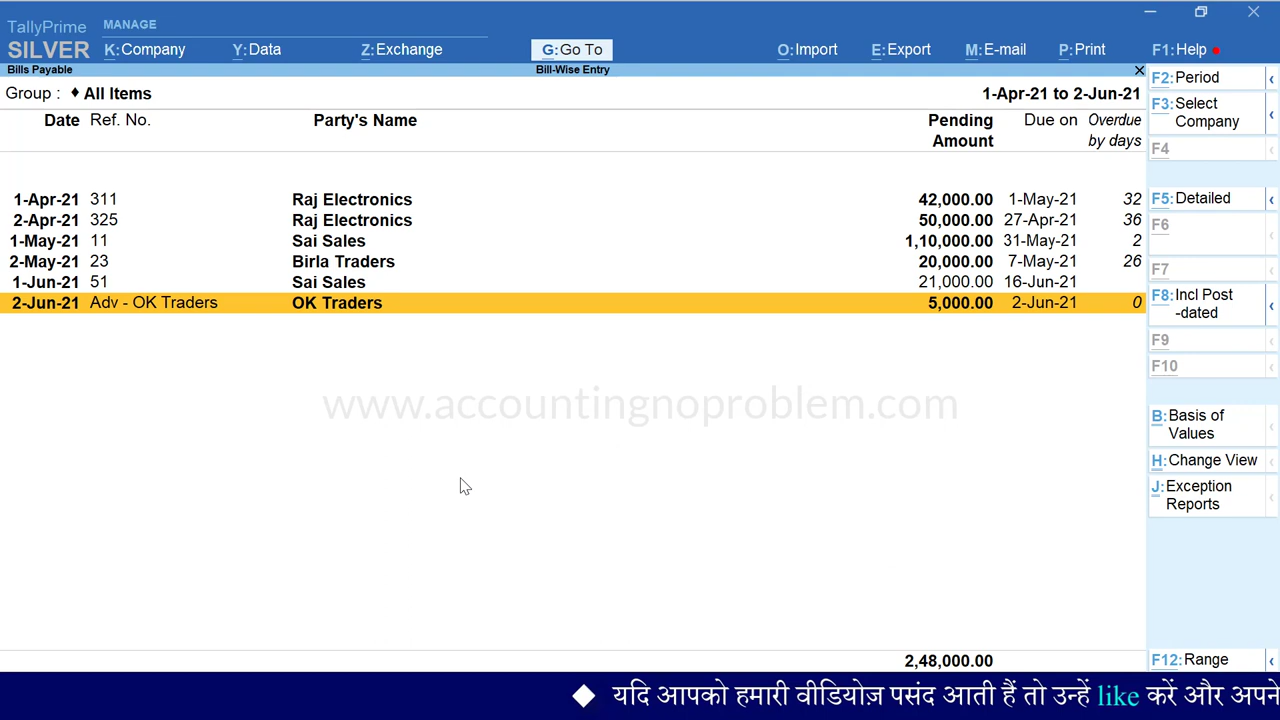 TallyPrime
SILVER
MANAGE
K:Company Y:Data Z:Exchange G:Go To O:Import E:Export M:E-mail P:Print F1:Help
Bills Payable Bill-Wise Entry
Group : ♦ All Items 1-Apr-21 to 2-Jun-21
Date Ref. No. Party's Name Pending Due on Overdue
Amount by days
1-Apr-21 311 Raj Electronics 42,000.00 1-May-21 32
2-Apr-21 325 Raj Electronics 50,000.00 27-Apr-21 36
1-May-21 11 Sai Sales 1,10,000.00 31-May-21 2
2-May-21 23 Birla Traders 20,000.00 7-May-21 26
1-Jun-21 51 Sai Sales 21,000.00 16-Jun-21
2-Jun-21 Adv - OK Traders OK Traders 5,000.00 2-Jun-21 0
www.accountingnoproblem.com
2,48,000.00
F2:Period
F3:Select
Company
F4
F5:Detailed
F6
F7
F8:Incl Post
-dated
F9
F10
B:Basis of
Values
H:Change View
J:Exception
Reports
F12:Range
यदि आपको हमारी वीडियोज़ पसंद आती हैं तो उन्हें like करें और अपने